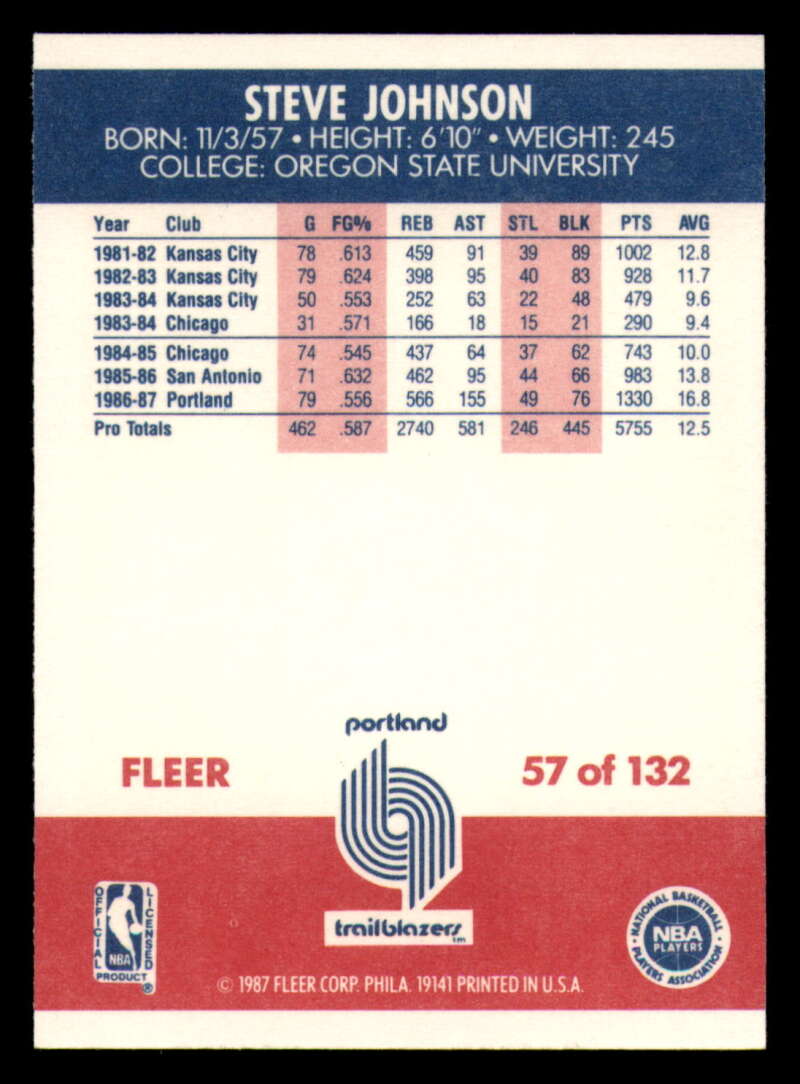 STEVE JOHNSON
BORN: 11/3/57 • HEIGHT: 6'10" • WEIGHT: 245
COLLEGE: OREGON STATE UNIVERSITY
Year Club G FG% REB AST STL BLK PTS AVG
1981-82 Kansas City 78 .613 459 91 39 89 1002 12.8
1982-83 Kansas City 79 .624 398 95 40 83 928 11.7
1983-84 Kansas City 50 .553 252 63 22 48 479 9.6
1983-84 Chicago 31 .571 166 18 15 21 290 9.4
1984-85 Chicago 74 .545 437 64 37 62 743 10.0
1985-86 San Antonio 71 .632 462 95 44 66 983 13.8
1986-87 Portland 79 .556 566 155 49 76 1330 16.8
Pro Totals 462 .587 2740 581 246 445 5755 12.5
portland
FLEER
57 of 132
trailblazers
TM
OFFICIAL LICENSED
NBA
PRODUCT ®
© 1987 FLEER CORP. PHILA. 19141 PRINTED IN U.S.A.
• NATIONAL BASKETBALL •
NBA
PLAYERS
PLAYERS ASSOCIATION